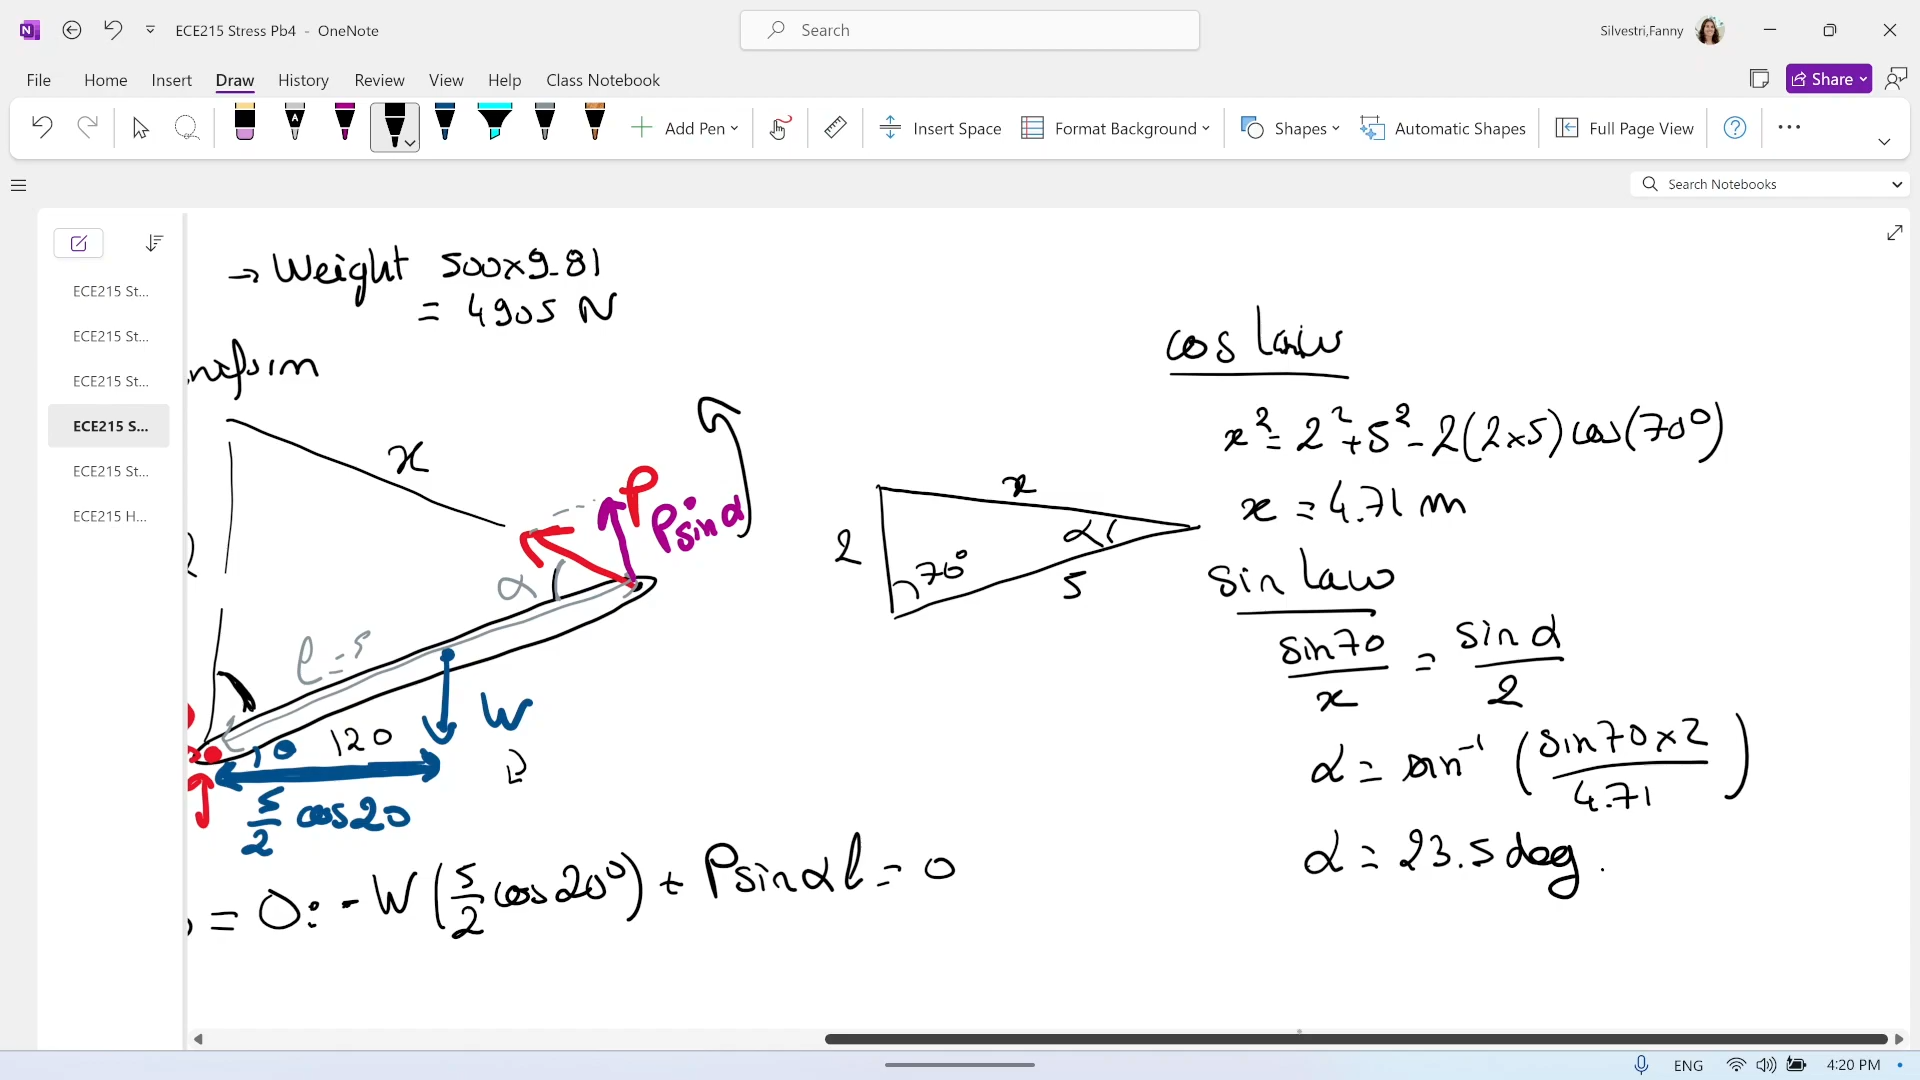 ECE215 Stress Pb4 - OneNote
Search
Silvestri,Fanny
File Home Insert Draw History Review View Help Class Notebook
Share
Add Pen
Insert Space
Format Background
Shapes
Automatic Shapes
Full Page View
Search Notebooks
ECE215 St...
ECE215 St...
ECE215 St...
ECE215 S...
ECE215 St...
ECE215 H...
→ Weight 500x9.81
= 4905 N
niform
x
P
Psinα
α
l=5
W
120
5/2 cos20
= 0: -W(5/2 cos20°) + Psinαl = 0
x
2
70°
α
5
cos law
x² = 2² + 5² - 2(2x5)cos(70°)
x = 4.71 m
sin law
sin70/x = sinα/2
α = sin⁻¹(sin70x2/4.71)
α = 23.5 deg.
ENG
4:20 PM